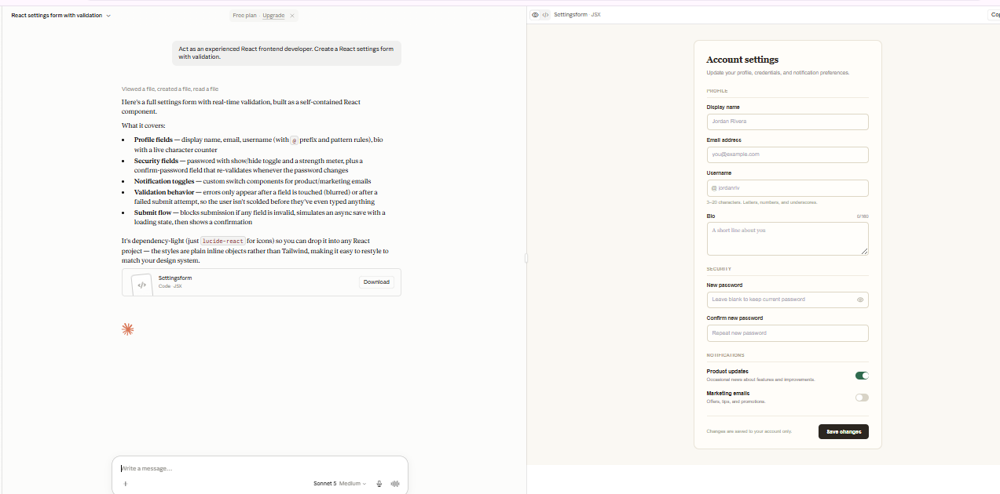 React settings form with validation
Free plan · Upgrade
Act as an experienced React frontend developer. Create a React settings form
with validation.
Viewed a file, created a file, read a file
Here's a full settings form with real-time validation, built as a self-contained React
component.
What it covers:
• Profile fields — display name, email, username (with @ prefix and pattern rules), bio
with a live character counter
• Security fields — password with show/hide toggle and a strength meter, plus a
confirm-password field that re-validates whenever the password changes
• Notification toggles — custom switch components for product/marketing emails
• Validation behavior — errors only appear after a field is touched (blurred) or after a
failed submit attempt, so the user isn't scolded before they've even typed anything
• Submit flow — blocks submission if any field is invalid, simulates an async save with a
loading state, then shows a confirmation
It's dependency-light (just lucide-react for icons) so you can drop it into any React
project — the styles are plain inline objects rather than Tailwind, making it easy to restyle to
match your design system.
Settingsform
Code · JSX
Download
Write a message...
Sonnet 5 Medium
Settingsform · JSX
Cop
Account settings
Update your profile, credentials, and notification preferences.
PROFILE
Display name
Jordan Rivera
Email address
you@example.com
Username
@ jordanriv
3–20 characters. Letters, numbers, and underscores.
Bio
0/160
A short line about you
SECURITY
New password
Leave blank to keep current password
Confirm new password
Repeat new password
NOTIFICATIONS
Product updates
Occasional news about features and improvements.
Marketing emails
Offers, tips, and promotions.
Changes are saved to your account only.
Save changes